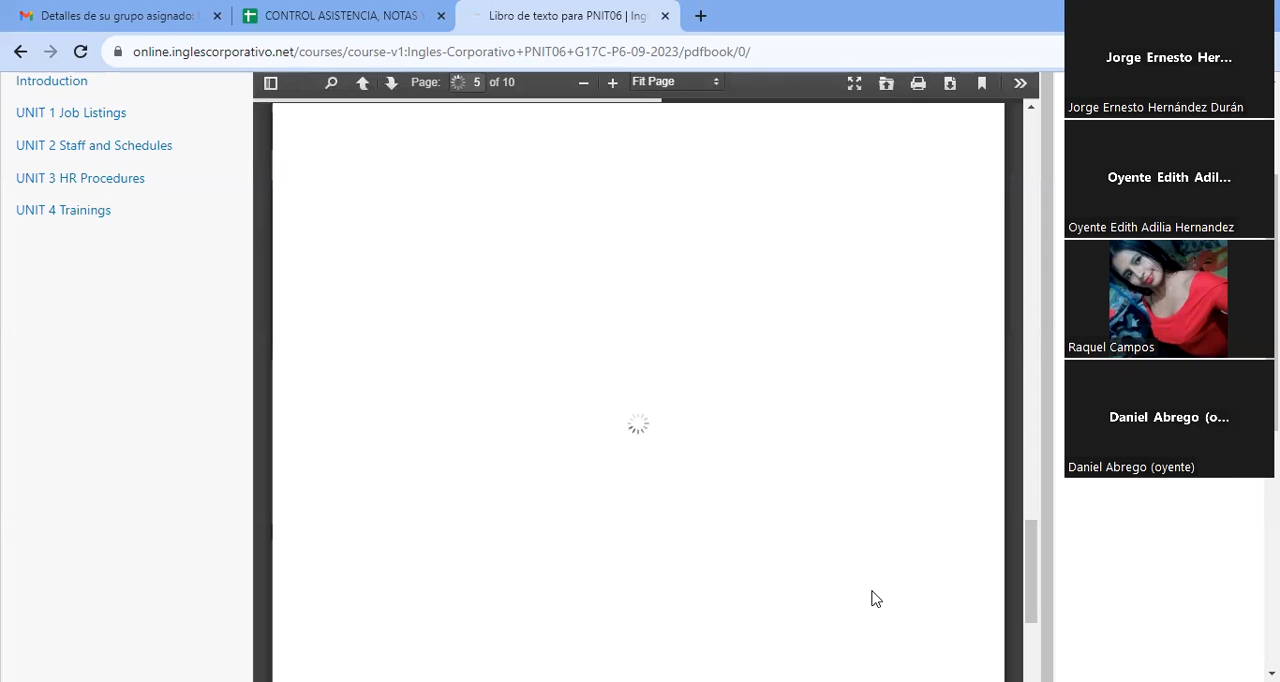 Detalles de su grupo asignado:
CONTROL ASISTENCIA, NOTAS Y
Libro de texto para PNIT06 | Ing
online.inglescorporativo.net/courses/course-v1:Ingles-Corporativo+PNIT06+G17C-P6-09-2023/pdfbook/0/
Introduction
UNIT 1 Job Listings
UNIT 2 Staff and Schedules
UNIT 3 HR Procedures
UNIT 4 Trainings
Page: 5 of 10
Fit Page
Jorge Ernesto Her...
Jorge Ernesto Hernández Durán
Oyente Edith Adil...
Oyente Edith Adilia Hernandez
Raquel Campos
Daniel Abrego (o...
Daniel Abrego (oyente)